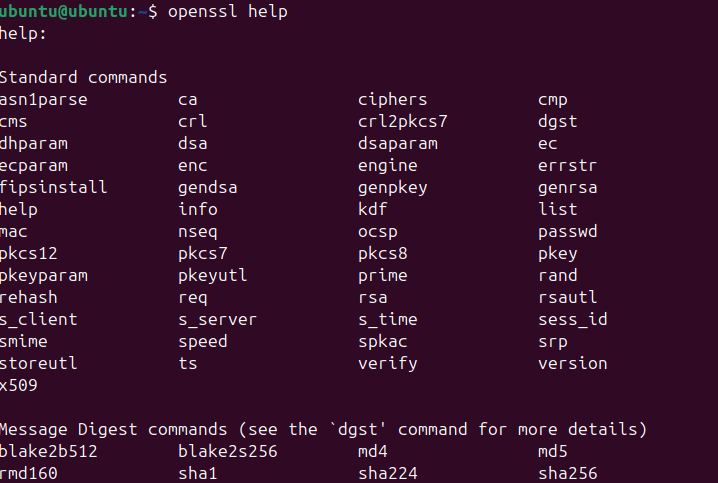 ubuntu@ubuntu:~$ openssl help
help:
Standard commands
asn1parse ca ciphers cmp
cms crl crl2pkcs7 dgst
dhparam dsa dsaparam ec
ecparam enc engine errstr
fipsinstall gendsa genpkey genrsa
help info kdf list
mac nseq ocsp passwd
pkcs12 pkcs7 pkcs8 pkey
pkeyparam pkeyutl prime rand
rehash req rsa rsautl
s_client s_server s_time sess_id
smime speed spkac srp
storeutl ts verify version
x509
Message Digest commands (see the `dgst' command for more details)
blake2b512 blake2s256 md4 md5
rmd160 sha1 sha224 sha256